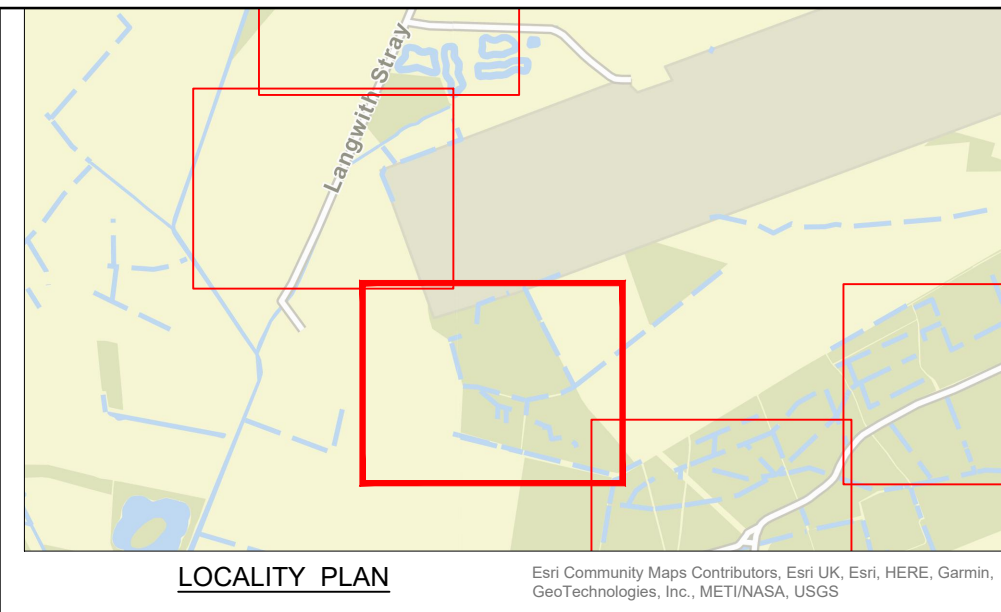 Langwith Stray
LOCALITY PLAN
Esri Community Maps Contributors, Esri UK, Esri, HERE, Garmin,
GeoTechnologies, Inc., METI/NASA, USGS